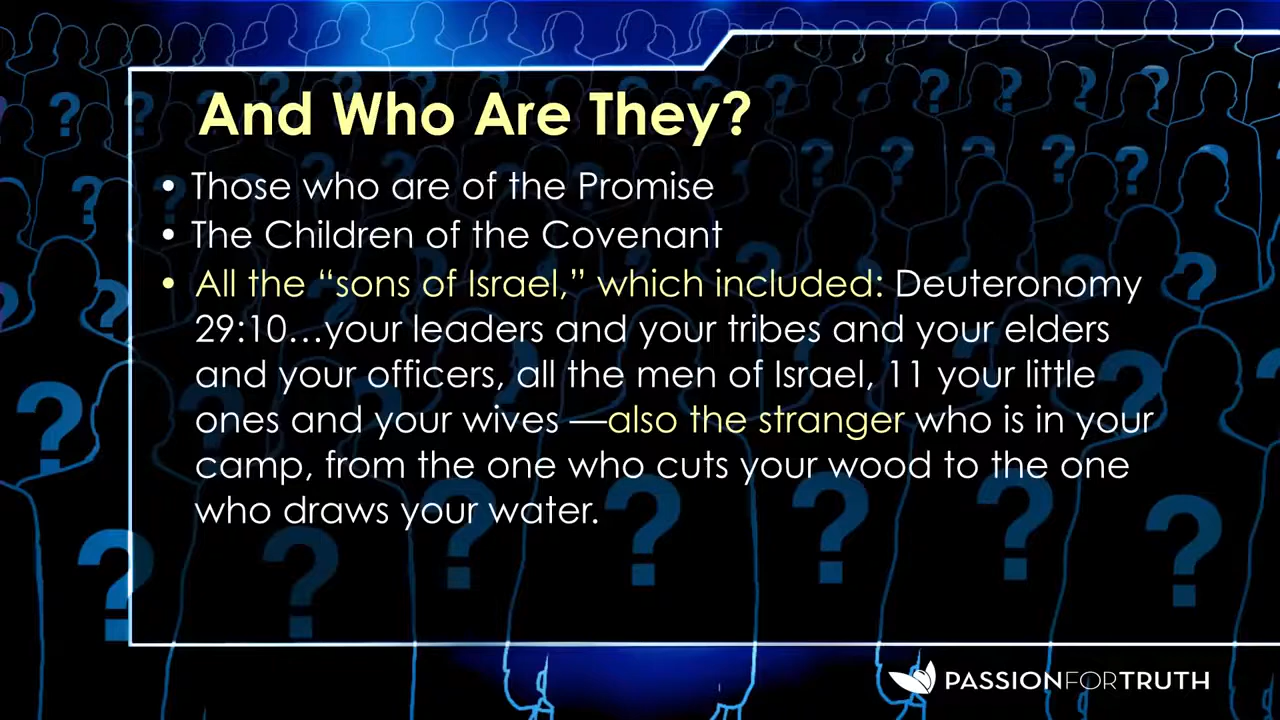 And Who Are They?
• Those who are of the Promise
• The Children of the Covenant
• All the “sons of Israel,” which included: Deuteronomy
29:10…your leaders and your tribes and your elders
and your officers, all the men of Israel, 11 your little
ones and your wives —also the stranger who is in your
camp, from the one who cuts your wood to the one
who draws your water.
PASSIONFORTRUTH